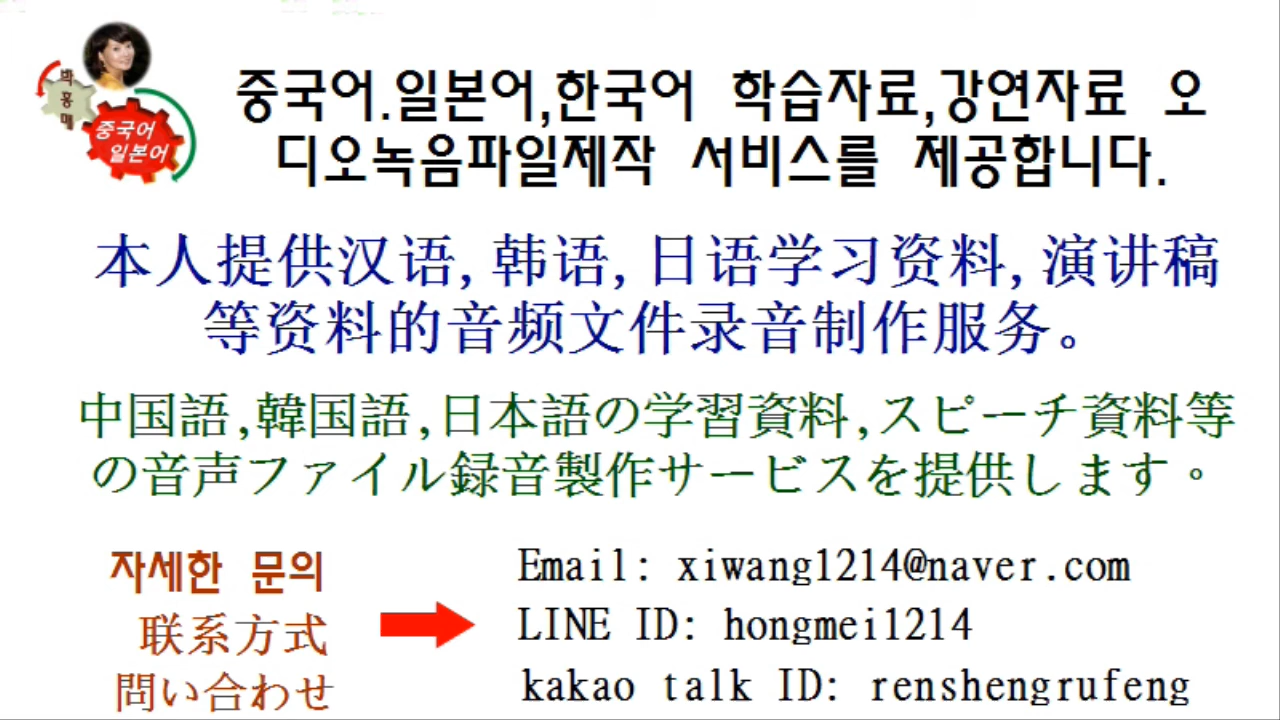 박홍매
중국어
일본어
중국어.일본어,한국어 학습자료,강연자료 오
디오녹음파일제작 서비스를 제공합니다.
本人提供汉语,韩语,日语学习资料,演讲稿
等资料的音频文件录音制作服务。
中国語,韓国語,日本語の学習資料,スピーチ資料等
の音声ファイル録音製作サービスを提供します。
자세한 문의
联系方式
問い合わせ
Email: xiwang1214@naver.com
LINE ID: hongmei1214
kakao talk ID: renshengrufeng